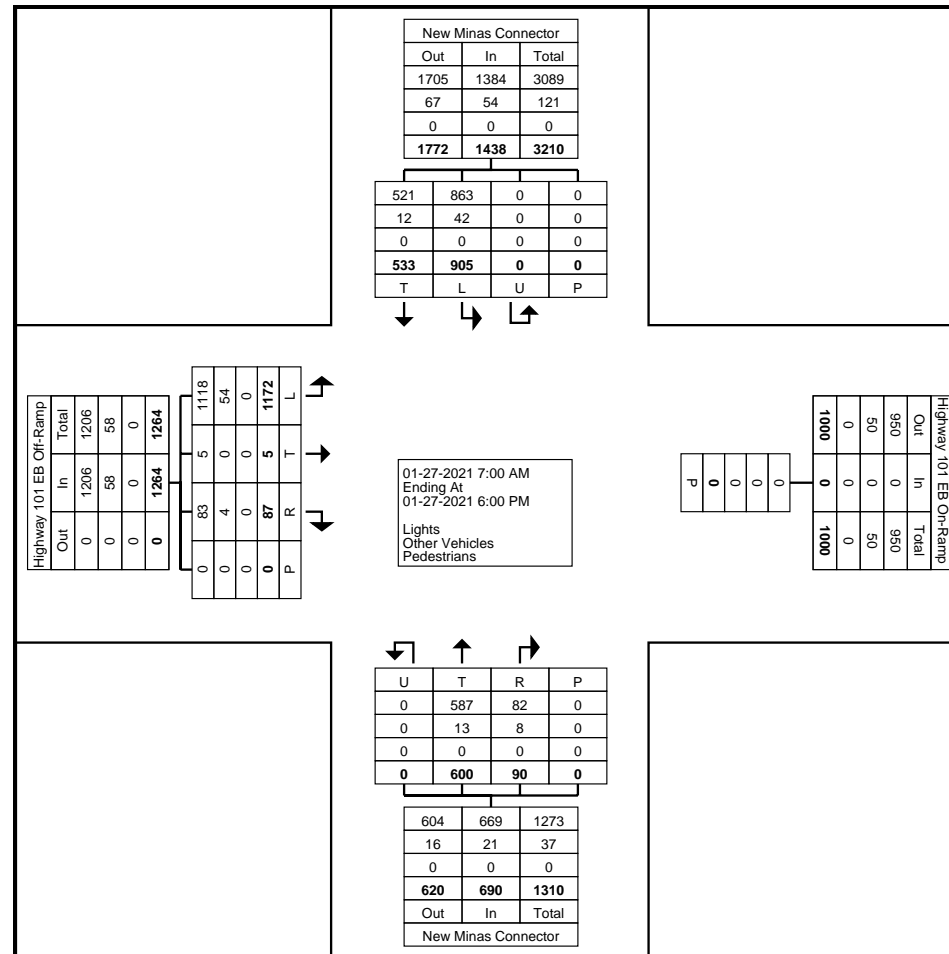 New Minas Connector
Out In Total
1705 1384 3089
67 54 121
0 0 0
1772 1438 3210
521 863 0 0
12 42 0 0
0 0 0 0
533 905 0 0
T L U P
Highway 101 EB Off-Ramp
Total 1206 58 0 1264
In 1206 58 0 1264
Out 0 0 0 0
1118 54 0 1172 L
5 0 0 5 T
83 4 0 87 R
0 0 0 0 P
01-27-2021 7:00 AM
Ending At
01-27-2021 6:00 PM
Lights
Other Vehicles
Pedestrians
P 0 0 0 0
Highway 101 EB On-Ramp
Out In Total
950 0 950
50 0 50
0 0 0
1000 0 1000
U T R P
0 587 82 0
0 13 8 0
0 0 0 0
0 600 90 0
604 669 1273
16 21 37
0 0 0
620 690 1310
Out In Total
New Minas Connector